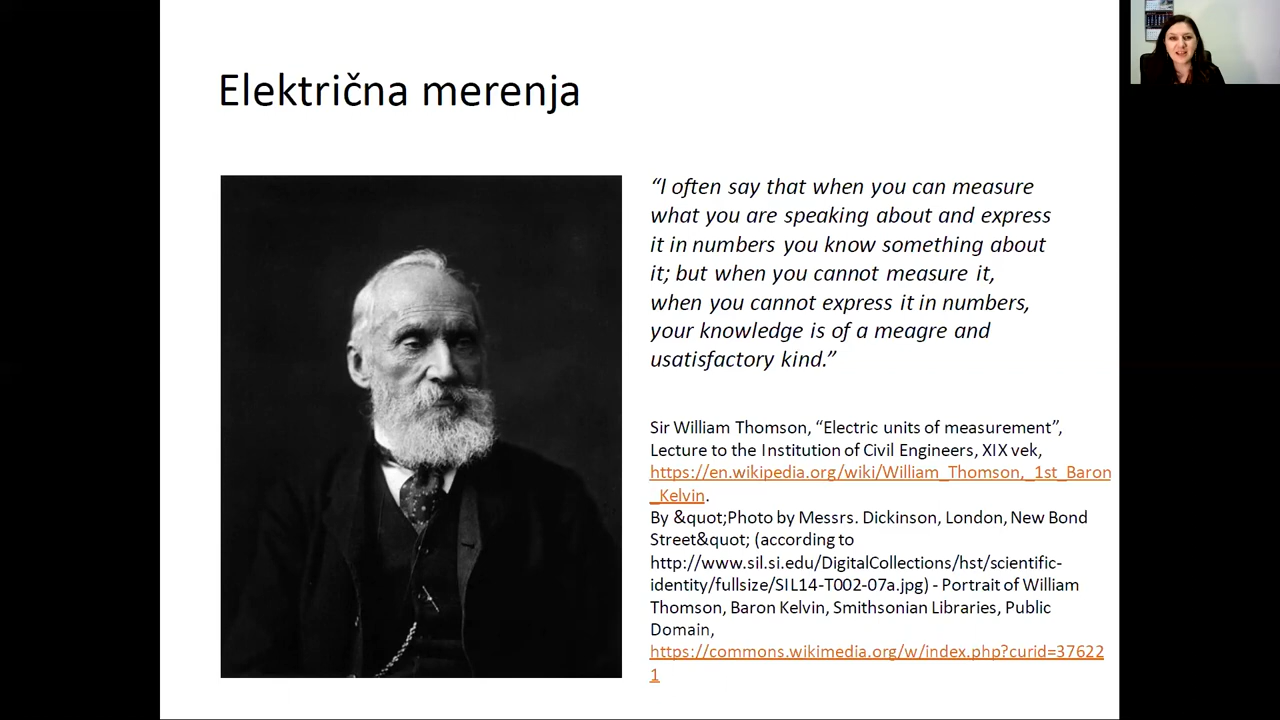 Električna merenja
“I often say that when you can measure
what you are speaking about and express
it in numbers you know something about
it; but when you cannot measure it,
when you cannot express it in numbers,
your knowledge is of a meagre and
usatisfactory kind.”
Sir William Thomson, “Electric units of measurement”,
Lecture to the Institution of Civil Engineers, XIX vek,
https://en.wikipedia.org/wiki/William_Thomson,_1st_Baron
_Kelvin.
By &quot;Photo by Messrs. Dickinson, London, New Bond
Street&quot; (according to
http://www.sil.si.edu/DigitalCollections/hst/scientific-
identity/fullsize/SIL14-T002-07a.jpg) - Portrait of William
Thomson, Baron Kelvin, Smithsonian Libraries, Public
Domain,
https://commons.wikimedia.org/w/index.php?curid=37622
1